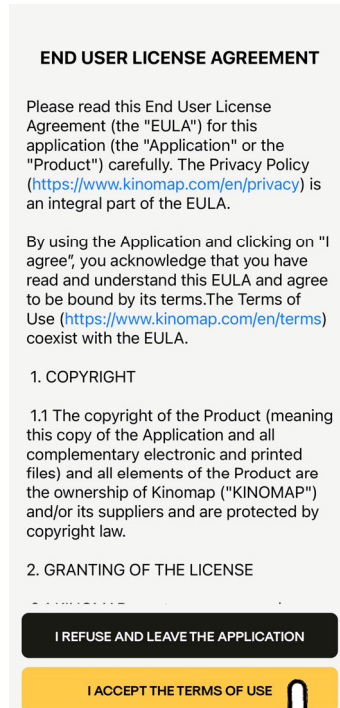 END USER LICENSE AGREEMENT
Please read this End User License
Agreement (the "EULA") for this
application (the "Application" or the
"Product") carefully. The Privacy Policy
(https://www.kinomap.com/en/privacy) is
an integral part of the EULA.
By using the Application and clicking on "I
agree”, you acknowledge that you have
read and understand this EULA and agree
to be bound by its terms.The Terms of
Use (https://www.kinomap.com/en/terms)
coexist with the EULA.
1. COPYRIGHT
1.1 The copyright of the Product (meaning
this copy of the Application and all
complementary electronic and printed
files) and all elements of the Product are
the ownership of Kinomap ("KINOMAP")
and/or its suppliers and are protected by
copyright law.
2. GRANTING OF THE LICENSE
I REFUSE AND LEAVE THE APPLICATION
I ACCEPT THE TERMS OF USE